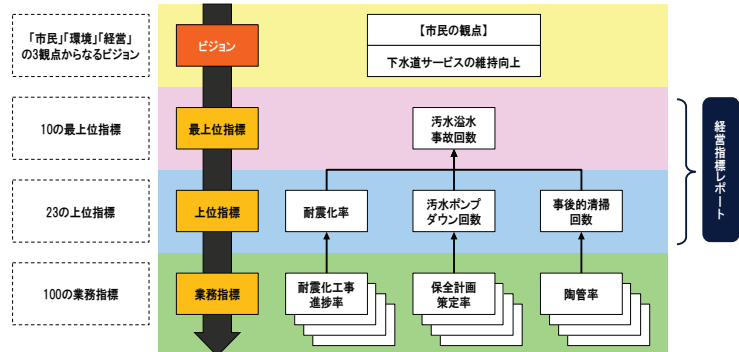 「市民」「環境」「経営」
の3観点からなるビジョン
ビジョン
【市民の観点】
下水道サービスの維持向上
10の最上位指標
最上位指標
汚水溢水
事故回数
経営指標レポート
23の上位指標
上位指標
耐震化率
汚水ポンプ
ダウン回数
事後的清掃
回数
100の業務指標
業務指標
耐震化工事
進捗率
保全計画
策定率
陶管率